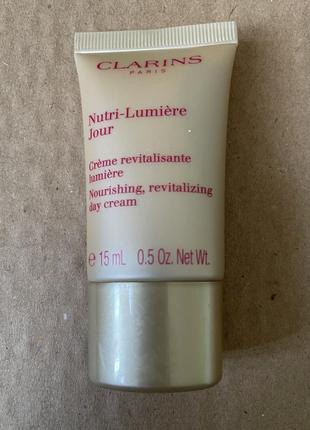 CLARINS
PARIS
Nutri-Lumière
Jour
Crème revitalisante
lumière
Nourishing, revitalizing
day cream
℮ 15 mL 0.5 Oz. Net Wt.